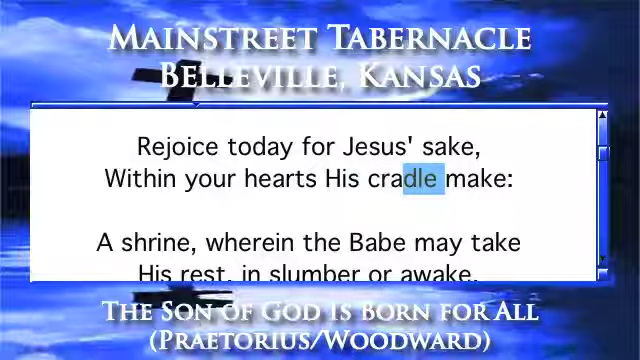 Mainstreet Tabernacle
Belleville, Kansas
Rejoice today for Jesus' sake,
Within your hearts His cradle make:
A shrine, wherein the Babe may take
His rest, in slumber or awake.
The Son of God Is Born for All
(Praetorius/Woodward)